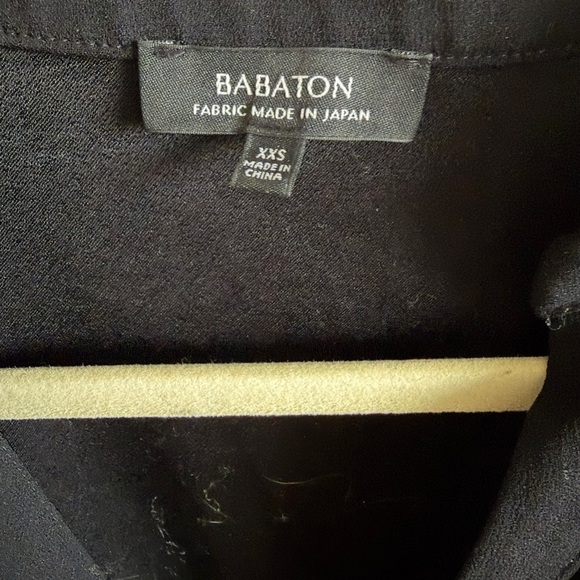 BABATON
FABRIC MADE IN JAPAN
XXS
MADE IN
CHINA